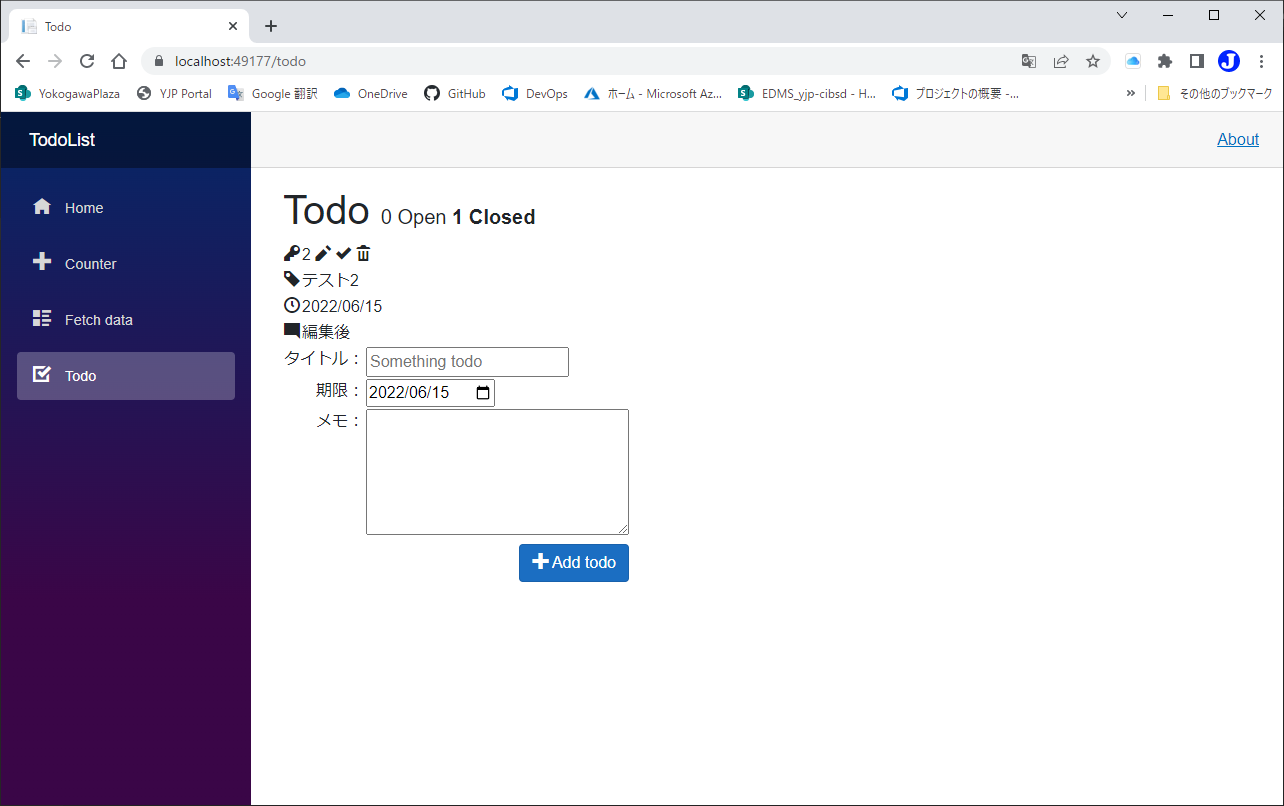 Todo
localhost:49177/todo
YokogawaPlaza YJP Portal Google 翻訳 OneDrive GitHub DevOps ホーム - Microsoft Az... EDMS_yjp-cibsd - H... プロジェクトの概要 -... » その他のブックマーク
TodoList
About
Home
Counter
Fetch data
Todo
Todo 0 Open 1 Closed
2
テスト2
2022/06/15
編集後
タイトル： Something todo
期限： 2022/06/15
メモ：
Add todo